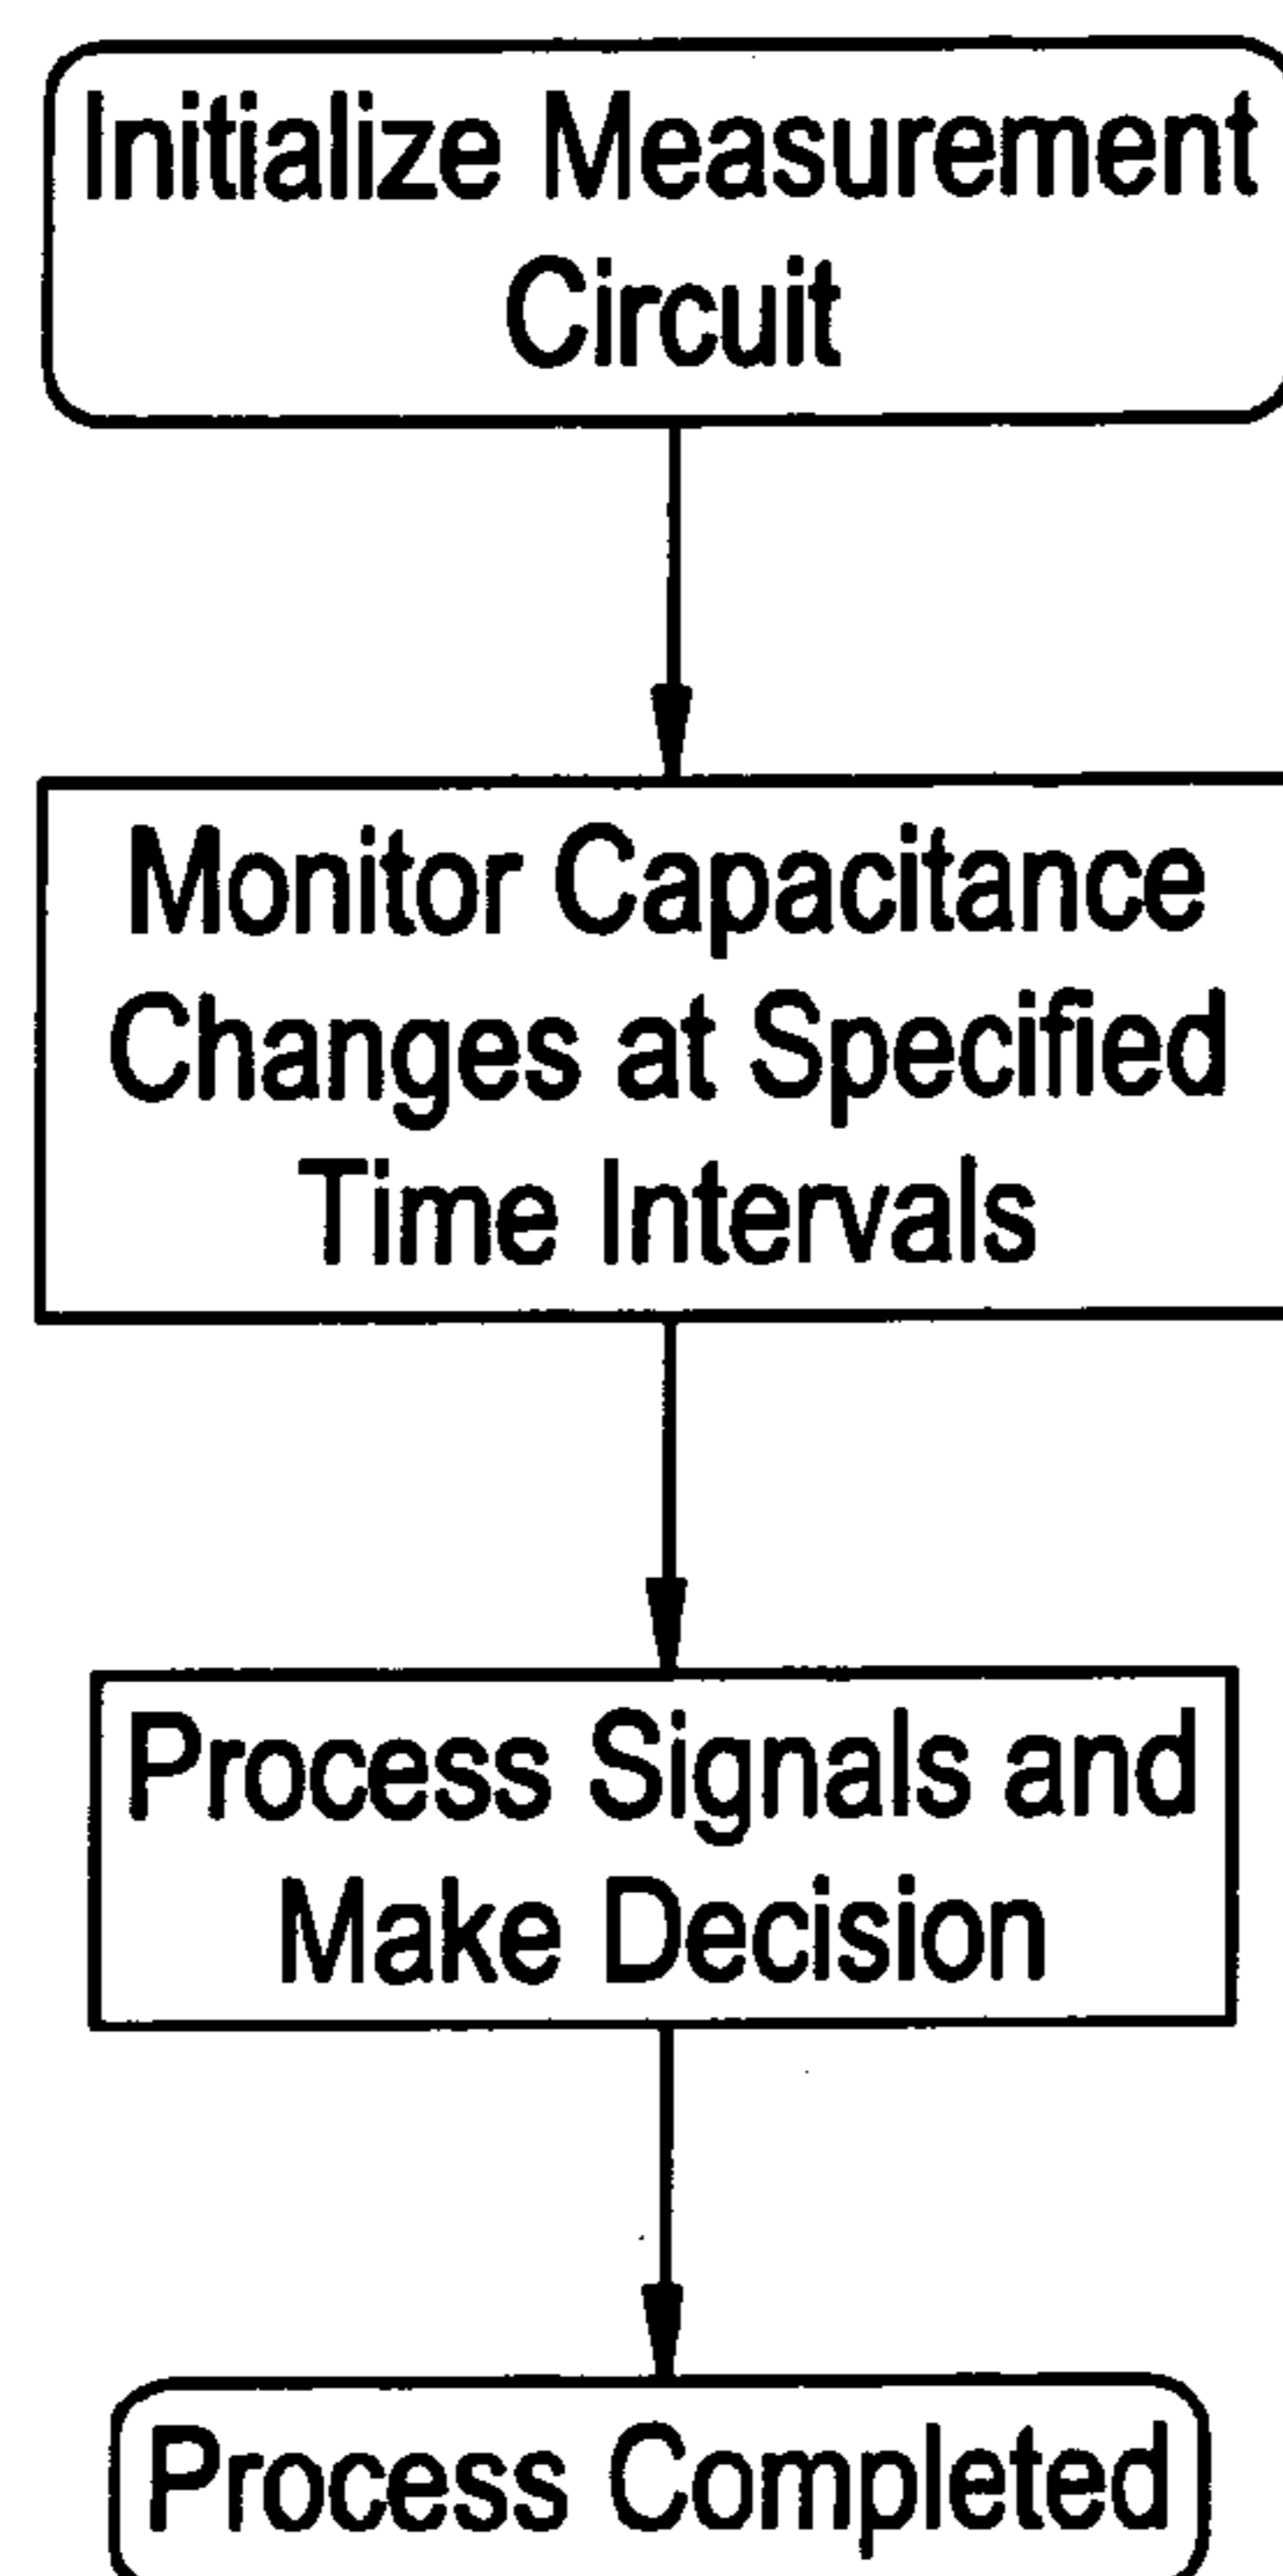 Initialize Measurement
Circuit
Monitor Capacitance
Changes at Specified
Time Intervals
Process Signals and
Make Decision
Process Completed